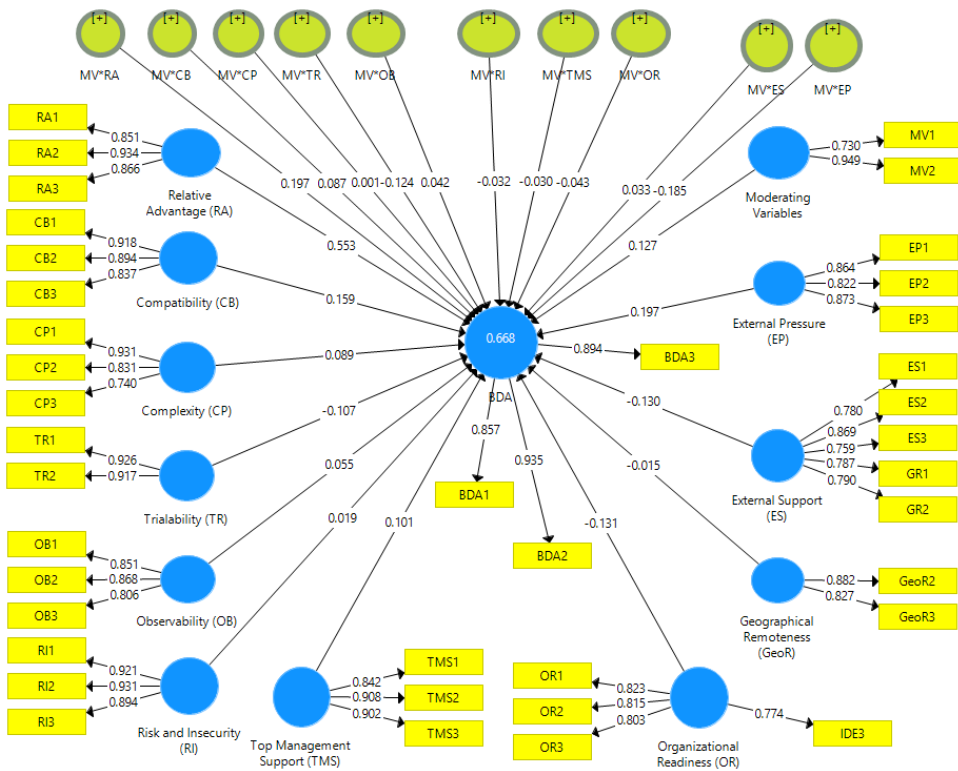 [+] [+] [+] [+] [+] [+] [+] [+] [+] [+]
MV*RA MV*CB MV*CP MV*TR MV*OB MV*RI MV*TMS MV*OR MV*ES MV*EP
RA1
RA2
RA3
0.851
0.934
0.866
Relative
Advantage (RA)
CB1
CB2
CB3
0.918
0.894
0.837
Compatibility (CB)
CP1
CP2
CP3
0.931
0.831
0.740
Complexity (CP)
TR1
TR2
0.926
0.917
Trialability (TR)
OB1
OB2
OB3
0.851
0.868
0.806
Observability (OB)
RI1
RI2
RI3
0.921
0.931
0.894
Risk and Insecurity
(RI)
0.197 0.087 0.001 -0.124 0.042 -0.032 -0.030 -0.043 0.033 -0.185
0.553
0.159
0.089
-0.107
0.055
0.019
0.101
0.127
0.197
-0.130
-0.015
-0.131
0.668
BDA
0.894
BDA3
0.857
BDA1
0.935
BDA2
Top Management
Support (TMS)
0.842
0.908
0.902
TMS1
TMS2
TMS3
OR1
OR2
OR3
0.823
0.815
0.803
0.774
IDE3
Organizational
Readiness (OR)
Moderating
Variables
0.730
0.949
MV1
MV2
External Pressure
(EP)
0.864
0.822
0.873
EP1
EP2
EP3
External Support
(ES)
0.780
0.869
0.759
0.787
0.790
ES1
ES2
ES3
GR1
GR2
Geographical
Remoteness
(GeoR)
0.882
0.827
GeoR2
GeoR3